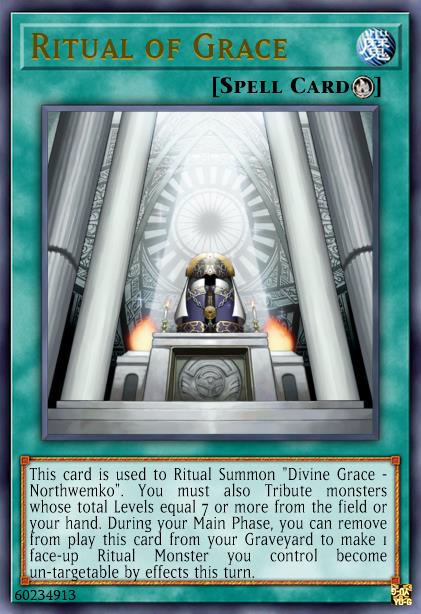 Ritual of Grace
魔
[Spell Card]
This card is used to Ritual Summon "Divine Grace -
Northwemko". You must also Tribute monsters
whose total Levels equal 7 or more from the field or
your hand. During your Main Phase, you can remove
from play this card from your Graveyard to make 1
face-up Ritual Monster you control become
un-targetable by effects this turn.
60234913